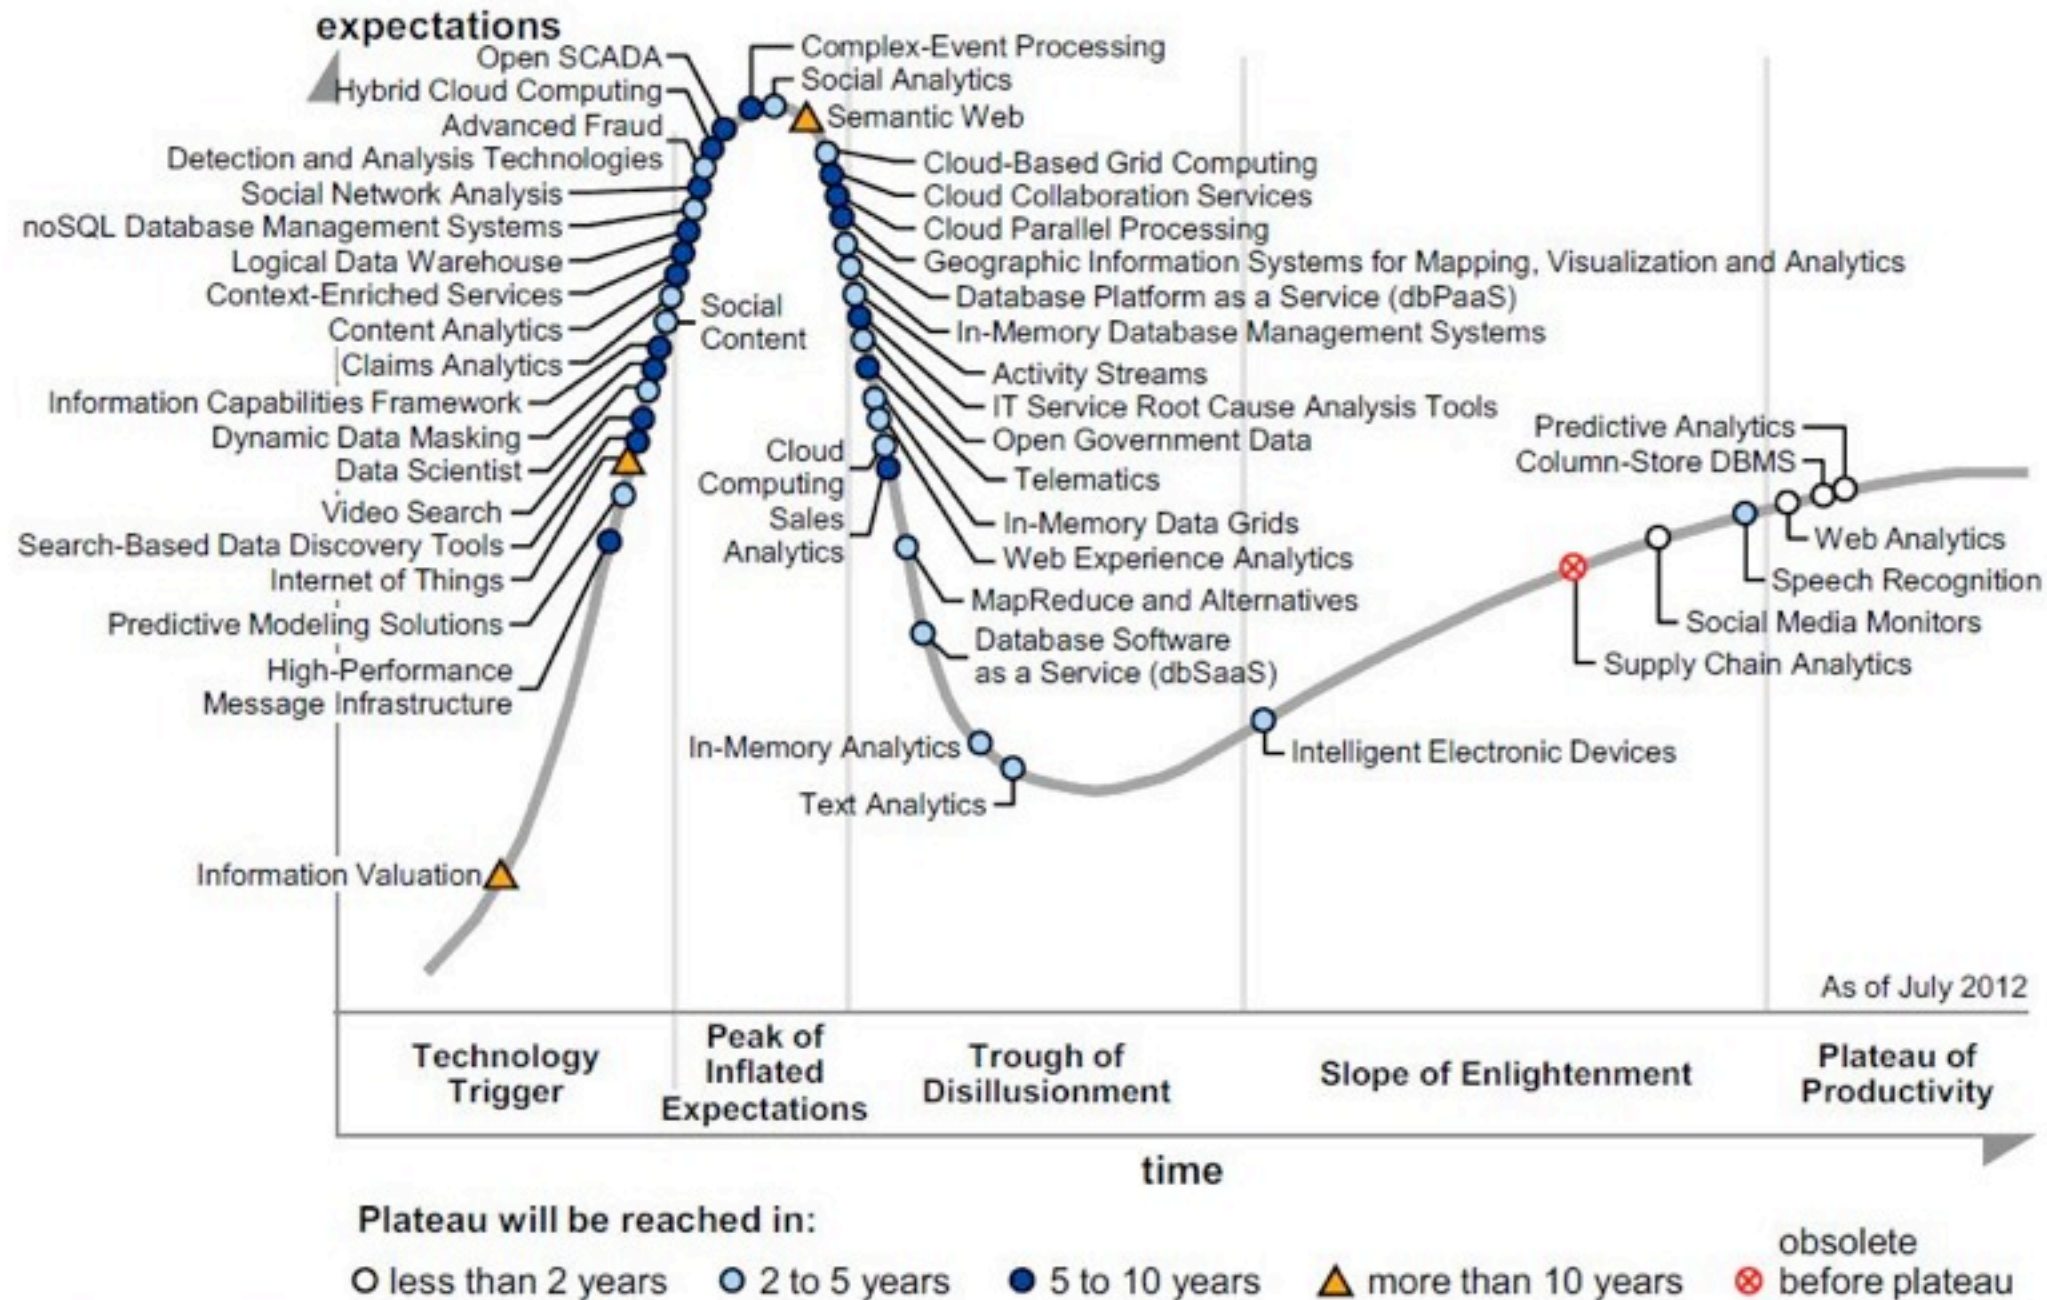 expectations
Open SCADA
Hybrid Cloud Computing
Advanced Fraud
Detection and Analysis Technologies
Social Network Analysis
noSQL Database Management Systems
Logical Data Warehouse
Context-Enriched Services
Content Analytics
Claims Analytics
Information Capabilities Framework
Dynamic Data Masking
Data Scientist
Video Search
Search-Based Data Discovery Tools
Internet of Things
Predictive Modeling Solutions
High-Performance
Message Infrastructure
Information Valuation
Complex-Event Processing
Social Analytics
Semantic Web
Social
Content
Cloud-Based Grid Computing
Cloud Collaboration Services
Cloud Parallel Processing
Geographic Information Systems for Mapping, Visualization and Analytics
Database Platform as a Service (dbPaaS)
In-Memory Database Management Systems
Activity Streams
IT Service Root Cause Analysis Tools
Open Government Data
Telematics
In-Memory Data Grids
Web Experience Analytics
Cloud
Computing
Sales
Analytics
MapReduce and Alternatives
Database Software
as a Service (dbSaaS)
In-Memory Analytics
Text Analytics
Intelligent Electronic Devices
Predictive Analytics
Column-Store DBMS
Web Analytics
Speech Recognition
Social Media Monitors
Supply Chain Analytics
As of July 2012
Technology
Trigger
Peak of
Inflated
Expectations
Trough of
Disillusionment
Slope of Enlightenment
Plateau of
Productivity
time
Plateau will be reached in:
less than 2 years
2 to 5 years
5 to 10 years
more than 10 years
obsolete
before plateau